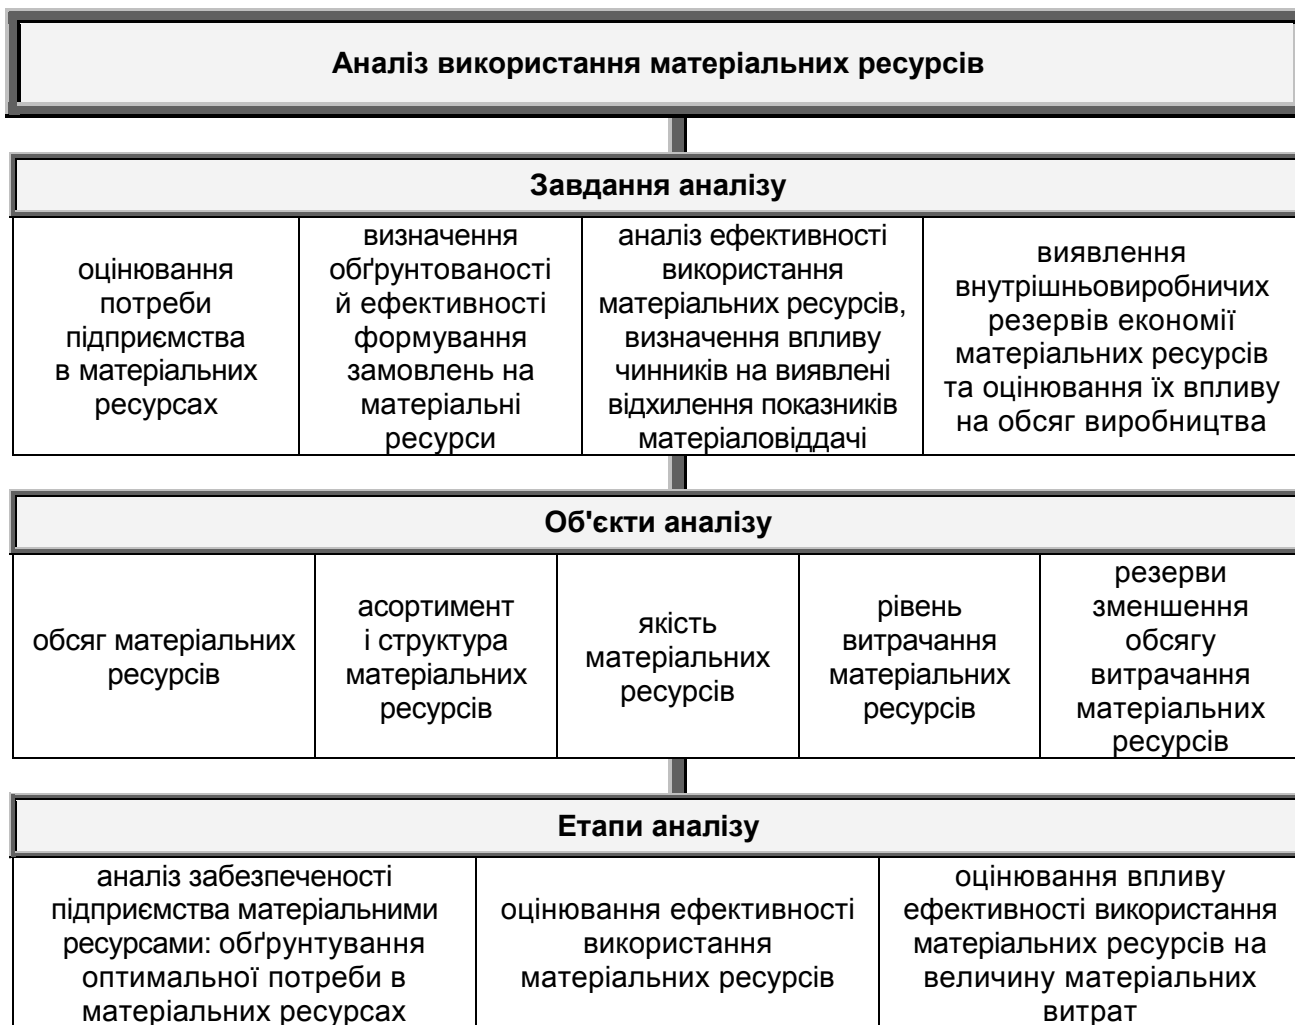 Аналіз використання матеріальних ресурсів
Завдання аналізу
оцінювання
потреби
підприємства
в матеріальних
ресурсах
визначення
обґрунтованості
й ефективності
формування
замовлень на
матеріальні
ресурси
аналіз ефективності
використання
матеріальних ресурсів,
визначення впливу
чинників на виявлені
відхилення показників
матеріаловіддачі
виявлення
внутрішньовиробничих
резервів економії
матеріальних ресурсів
та оцінювання їх впливу
на обсяг виробництва
Об'єкти аналізу
обсяг матеріальних
ресурсів
асортимент
і структура
матеріальних
ресурсів
якість
матеріальних
ресурсів
рівень
витрачання
матеріальних
ресурсів
резерви
зменшення
обсягу
витрачання
матеріальних
ресурсів
Етапи аналізу
аналіз забезпеченості
підприємства матеріальними
ресурсами: обґрунтування
оптимальної потреби в
матеріальних ресурсах
оцінювання ефективності
використання
матеріальних ресурсів
оцінювання впливу
ефективності використання
матеріальних ресурсів на
величину матеріальних
витрат